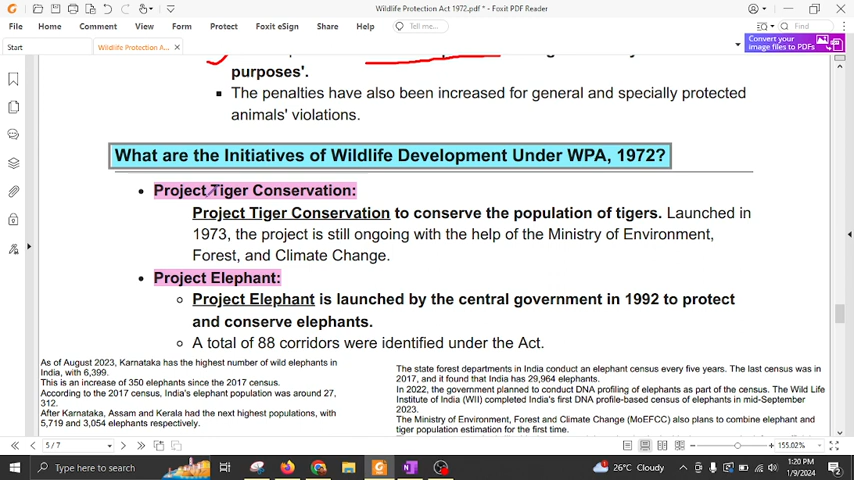 Wildlife Protection Act 1972.pdf * - Foxit PDF Reader
File Home Comment View Form Protect Foxit eSign Share Help Tell me... Find
Start Wildlife Protection A...
Convert your
image files to PDFs
purposes'.
The penalties have also been increased for general and specially protected
animals' violations.
What are the Initiatives of Wildlife Development Under WPA, 1972?
Project Tiger Conservation:
Project Tiger Conservation to conserve the population of tigers. Launched in
1973, the project is still ongoing with the help of the Ministry of Environment,
Forest, and Climate Change.
Project Elephant:
Project Elephant is launched by the central government in 1992 to protect
and conserve elephants.
A total of 88 corridors were identified under the Act.
As of August 2023, Karnataka has the highest number of wild elephants in
India, with 6,399.
This is an increase of 350 elephants since the 2017 census.
According to the 2017 census, India's elephant population was around 27,
312.
After Karnataka, Assam and Kerala had the next highest populations, with
5,719 and 3,054 elephants respectively.
The state forest departments in India conduct an elephant census every five years. The last census was in
2017, and it found that India has 29,964 elephants.
In 2022, the government planned to conduct DNA profiling of elephants as part of the census. The Wild Life
Institute of India (WII) completed India's first DNA profile-based census of elephants in mid-September
2023.
The Ministry of Environment, Forest and Climate Change (MoEFCC) also plans to combine elephant and
tiger population estimation for the first time.
5 / 7 155.02%
Type here to search 26°C Cloudy 1:20 PM
1/9/2024 2